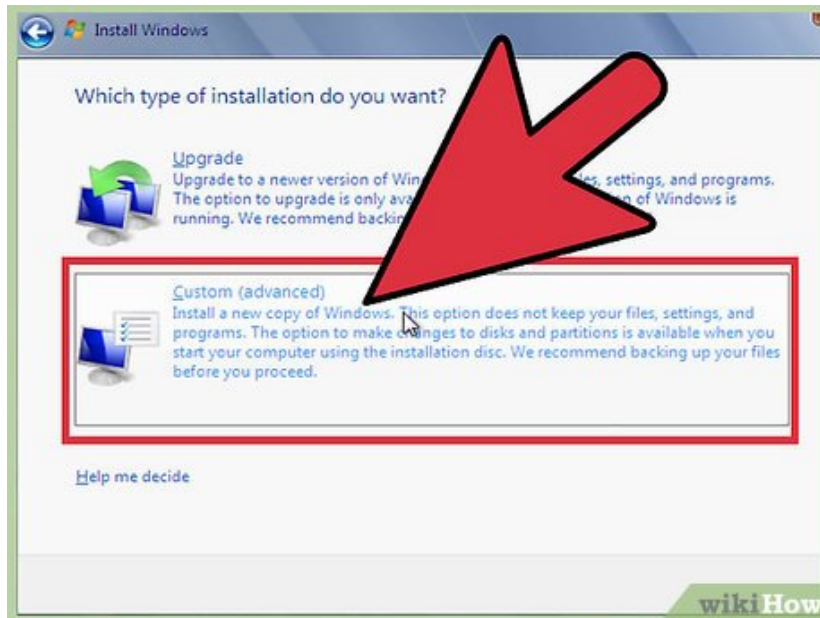 Install Windows
Which type of installation do you want?
Upgrade
Upgrade to a newer version of Win les, settings, and programs.
The option to upgrade is only ava n of Windows is
running. We recommend backin
Custom (advanced)
Install a new copy of Windows. This option does not keep your files, settings, and
programs. The option to make changes to disks and partitions is available when you
start your computer using the installation disc. We recommend backing up your files
before you proceed.
Help me decide
wikiHow